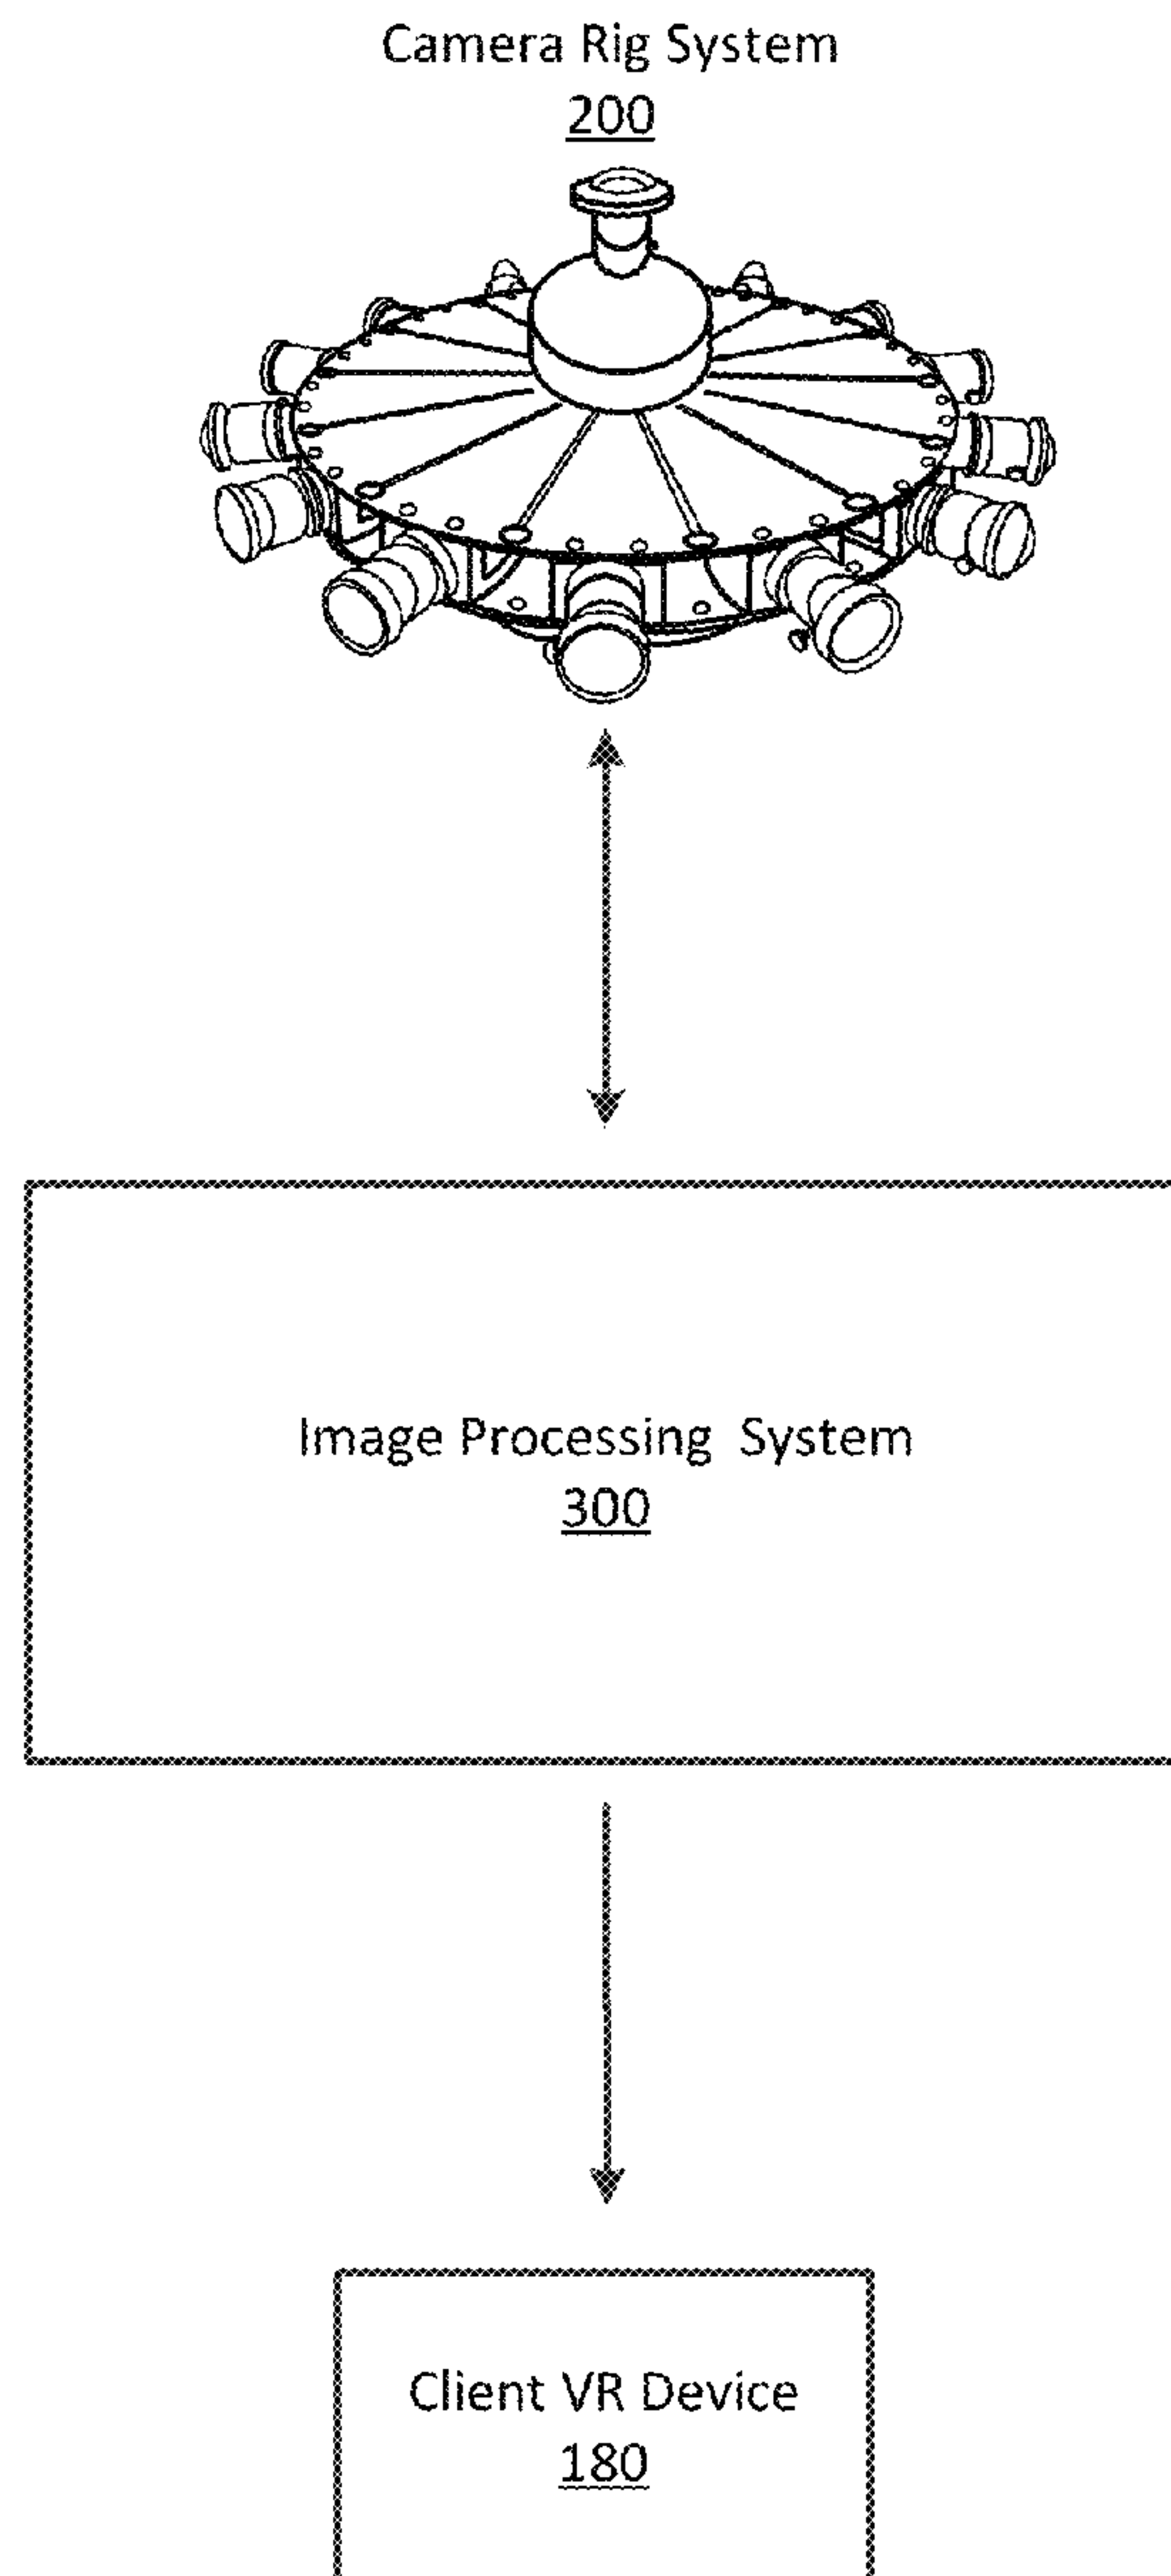 Camera Rig System
200
Image Processing System
300
Client VR Device
180